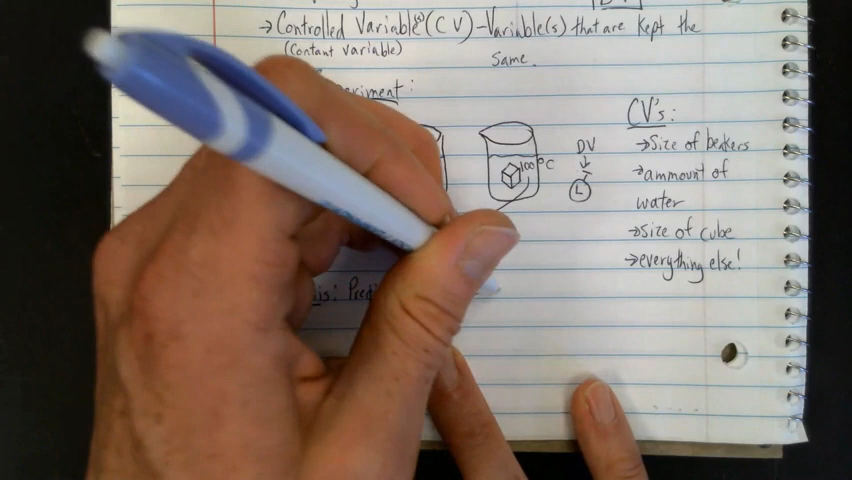 → Controlled Variable(s) (CV) - Variable(s) that are kept the
(Contant Variable) same.
CV's:
→ Size of beakers
DV
100°C
→ ammount of
water
L
→ size of cube
→ everything else!